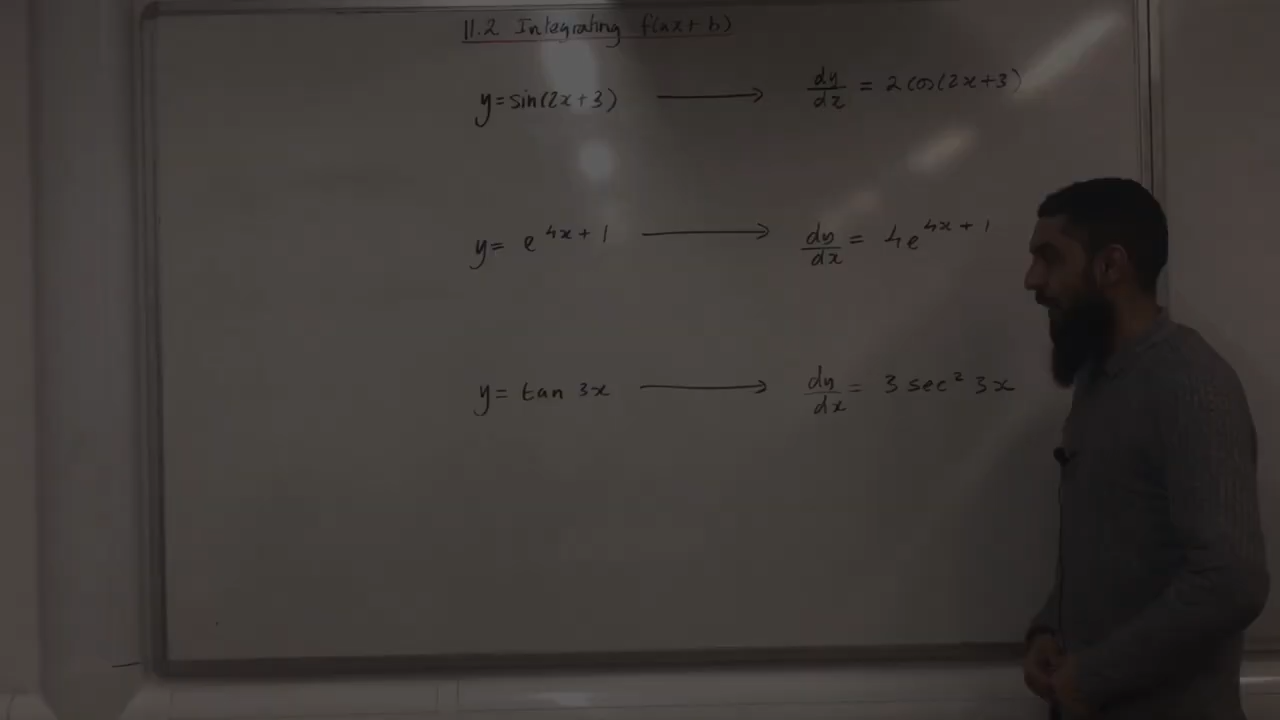 11.2 Integrating f(ax+b)
y = sin(2x+3) ⟶ dy/dx = 2cos(2x+3)
y = e^{4x+1} ⟶ dy/dx = 4e^{4x+1}
y = tan 3x ⟶ dy/dx = 3 sec² 3x